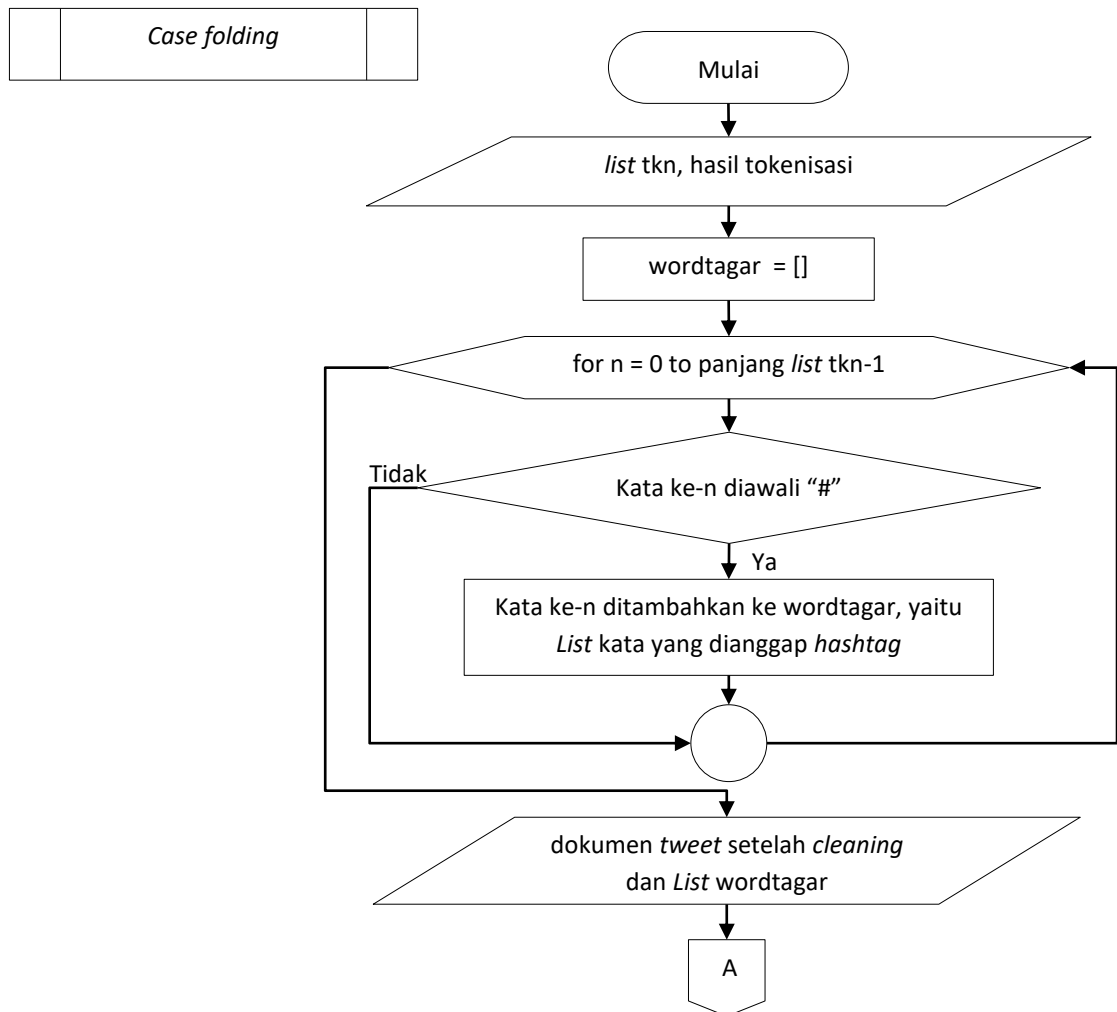 Case folding
Mulai
list tkn, hasil tokenisasi
wordtagar  = []
for n = 0 to panjang list tkn-1
Tidak
Kata ke-n diawali “#”
Ya
Kata ke-n ditambahkan ke wordtagar, yaitu
List kata yang dianggap hashtag
dokumen tweet setelah cleaning
dan List wordtagar
A